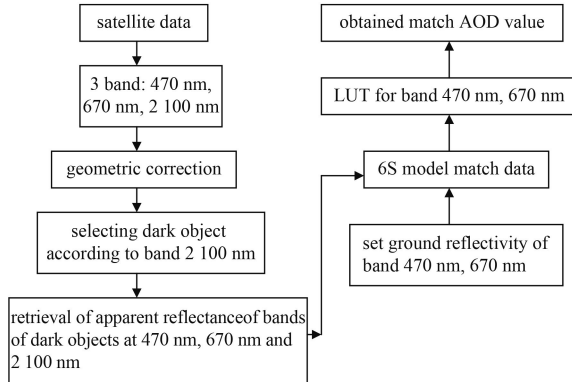 satellite data
3 band: 470 nm,
670 nm, 2 100 nm
geometric correction
selecting dark object
according to band 2 100 nm
retrieval of apparent reflectanceof bands
of dark objects at 470 nm, 670 nm and
2 100 nm
obtained match AOD value
LUT for band 470 nm, 670 nm
6S model match data
set ground reflectivity of
band 470 nm, 670 nm